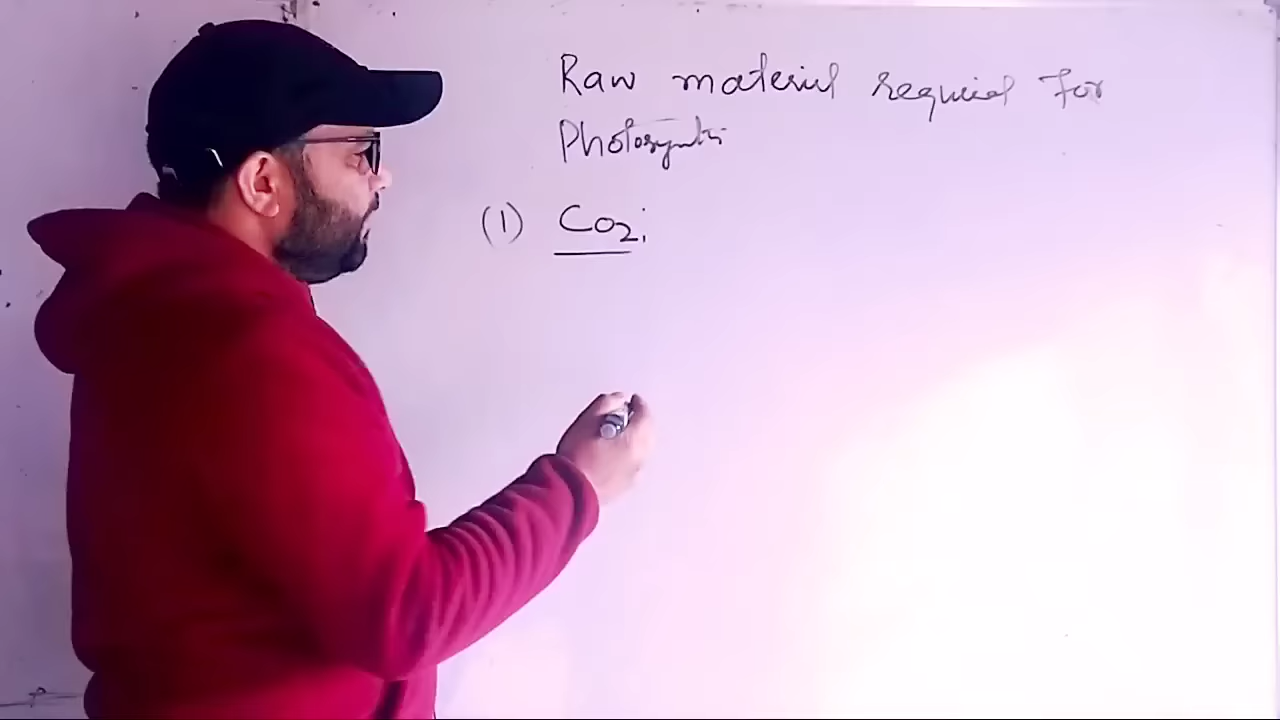 Raw material required for
Photosynthesis
(1) CO2: